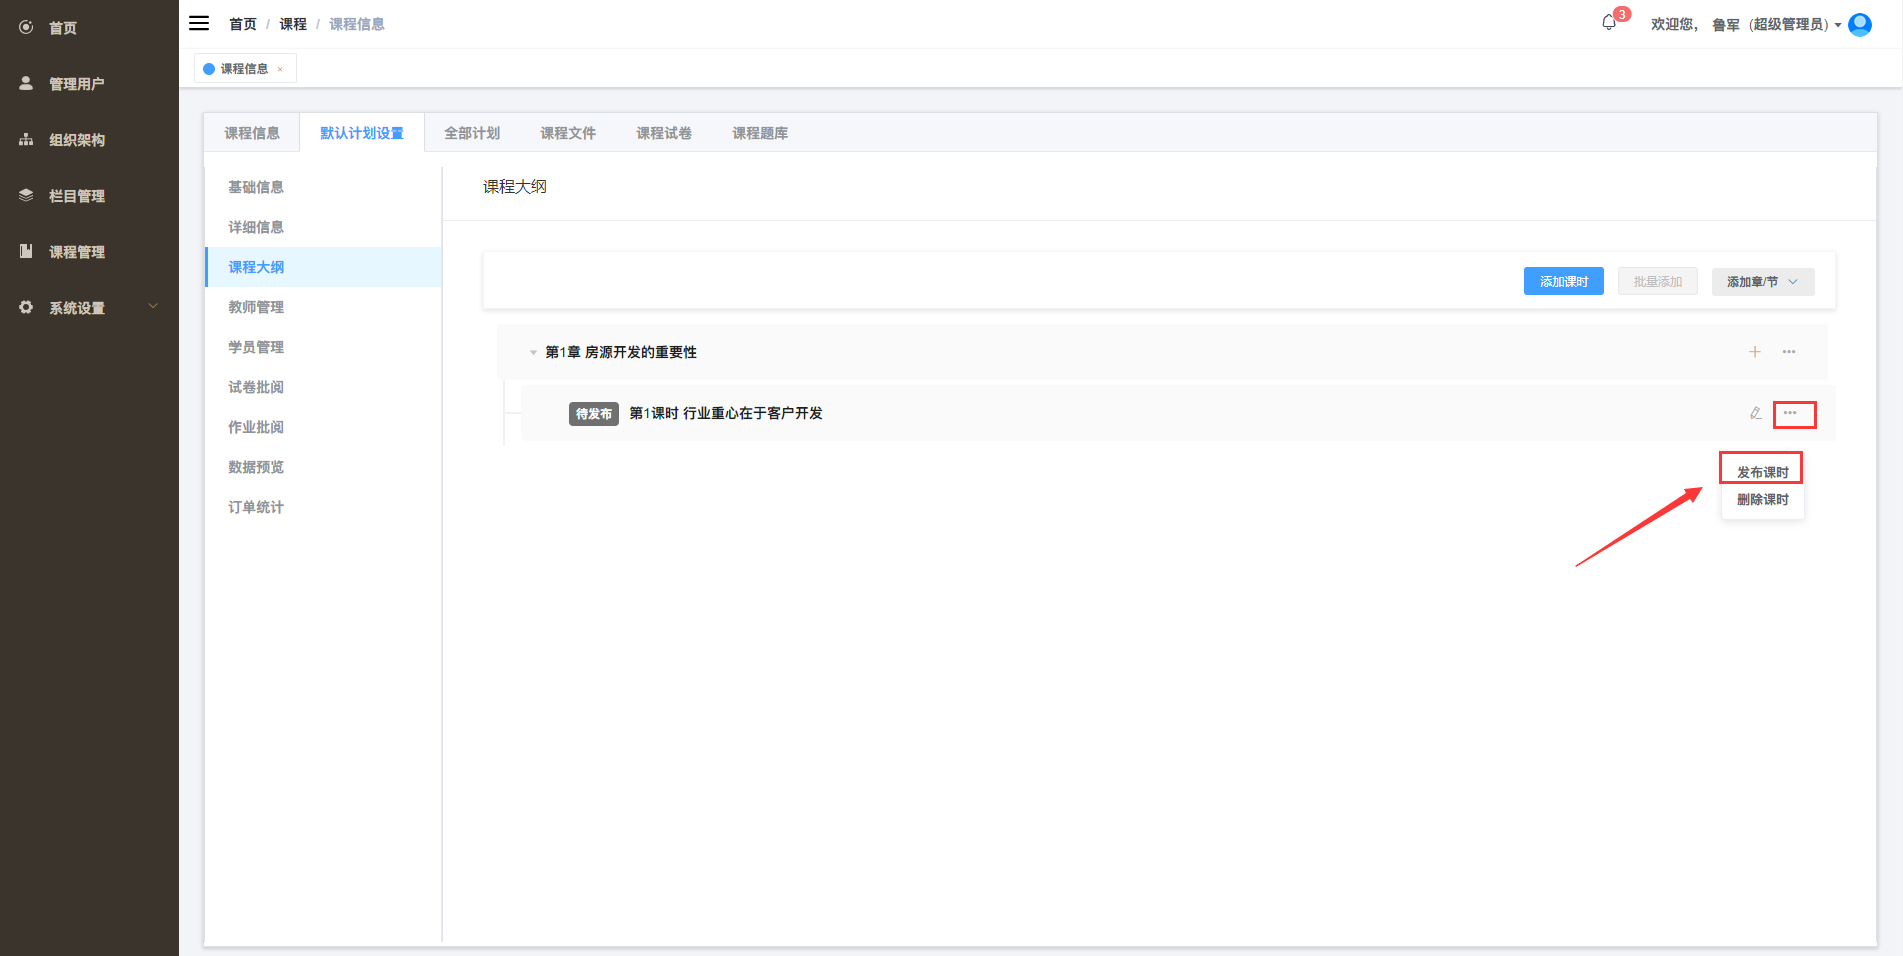 首页
管理用户
组织架构
栏目管理
课程管理
系统设置
首页 / 课程 / 课程信息
3
欢迎您， 鲁军（超级管理员）
课程信息 ×
课程信息 默认计划设置 全部计划 课程文件 课程试卷 课程题库
基础信息
详细信息
课程大纲
教师管理
学员管理
试卷批阅
作业批阅
数据预览
订单统计
课程大纲
添加课时 批量添加 添加章/节
第1章 房源开发的重要性
待发布 第1课时 行业重心在于客户开发
发布课时
删除课时